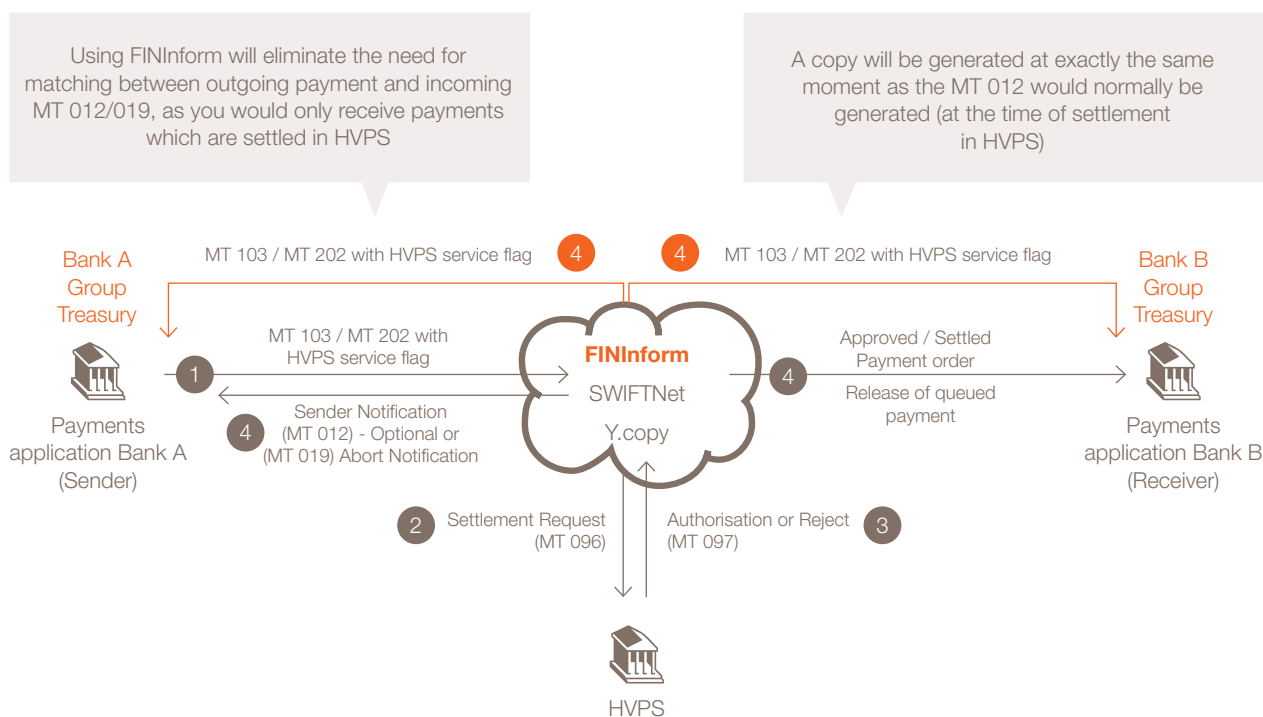 Using FINInform will eliminate the need for
matching between outgoing payment and incoming
MT 012/019, as you would only receive payments
which are settled in HVPS
A copy will be generated at exactly the same
moment as the MT 012 would normally be
generated (at the time of settlement
in HVPS)
Bank A
Group
Treasury
MT 103 / MT 202 with HVPS service flag
4
4
MT 103 / MT 202 with HVPS service flag
Bank B
Group
Treasury
MT 103 / MT 202 with
HVPS service flag
1
Payments
application Bank A
(Sender)
4
Sender Notification
(MT 012) - Optional or
(MT 019) Abort Notification
FINInform
SWIFTNet
Y.copy
Approved / Settled
Payment order
4
Release of queued
payment
Payments
application Bank B
(Receiver)
2
Settlement Request
(MT 096)
Authorisation or Reject
(MT 097)
3
HVPS